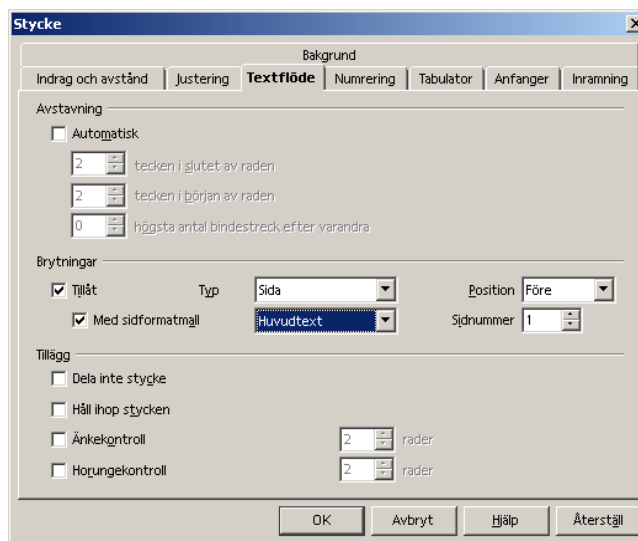 Stycke
Bakgrund
Indrag och avstånd Justering Textflöde Numrering Tabulator Anfanger Inramning
Avstavning
Automatisk
2 tecken i slutet av raden
2 tecken i början av raden
0 högsta antal bindestreck efter varandra
Brytningar
Tillåt Typ Sida Position Före
Med sidformatmall Huvudtext Sidnummer 1
Tillägg
Dela inte stycke
Håll ihop stycken
Änkekontroll 2 rader
Horungekontroll 2 rader
OK Avbryt Hjälp Återställ